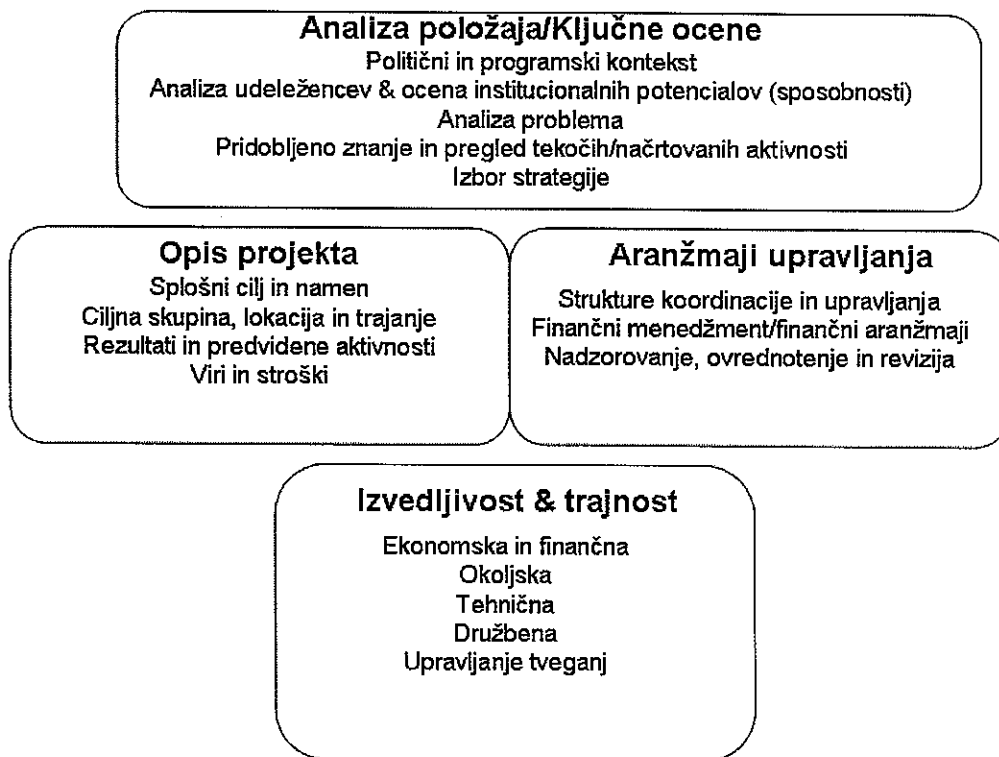 Analiza položaja/Ključne ocene
Politični in programski kontekst
Analiza udeležencev & ocena institucionalnih potencialov (sposobnosti)
Analiza problema
Pridobljeno znanje in pregled tekočih/načrtovanih aktivnosti
Izbor strategije
Opis projekta
Splošni cilj in namen
Ciljna skupina, lokacija in trajanje
Rezultati in predvidene aktivnosti
Viri in stroški
Aranžmaji upravljanja
Strukture koordinacije in upravljanja
Finančni menedžment/finančni aranžmaji
Nadzorovanje, ovrednotenje in revizija
Izvedljivost & trajnost
Ekonomska in finančna
Okoljska
Tehnična
Družbena
Upravljanje tveganj